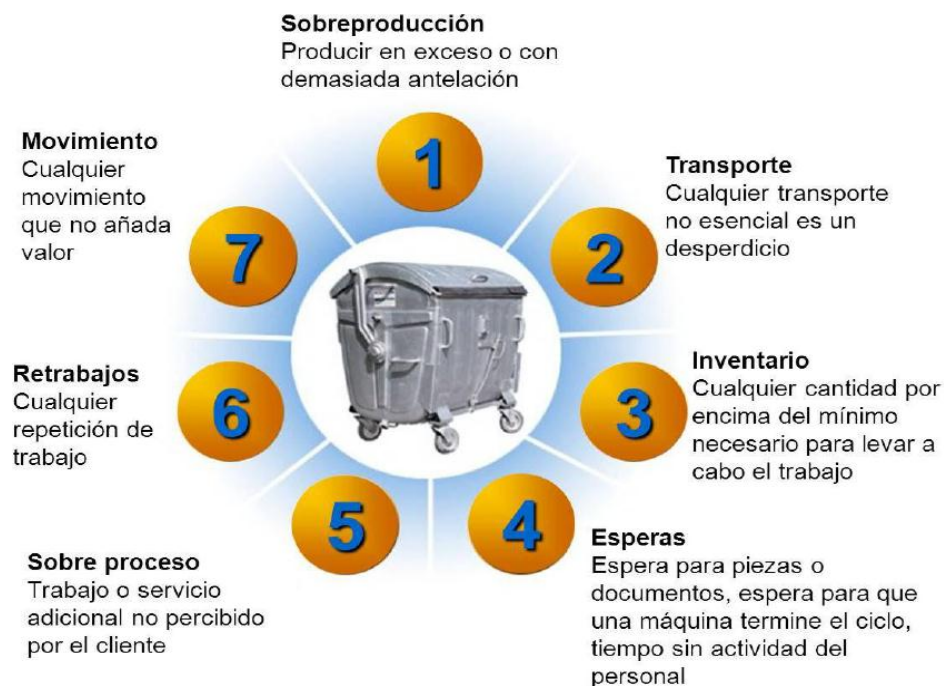 Sobreproducción
Producir en exceso o con
demasiada antelación
1
Transporte
Cualquier transporte
no esencial es un
desperdicio
2
Inventario
Cualquier cantidad por
encima del mínimo
necesario para levar a
cabo el trabajo
3
Esperas
Espera para piezas o
documentos, espera para que
una máquina termine el ciclo,
tiempo sin actividad del
personal
4
Sobre proceso
Trabajo o servicio
adicional no percibido
por el cliente
5
Retrabajos
Cualquier
repetición de
trabajo
6
Movimiento
Cualquier
movimiento
que no añada
valor
7